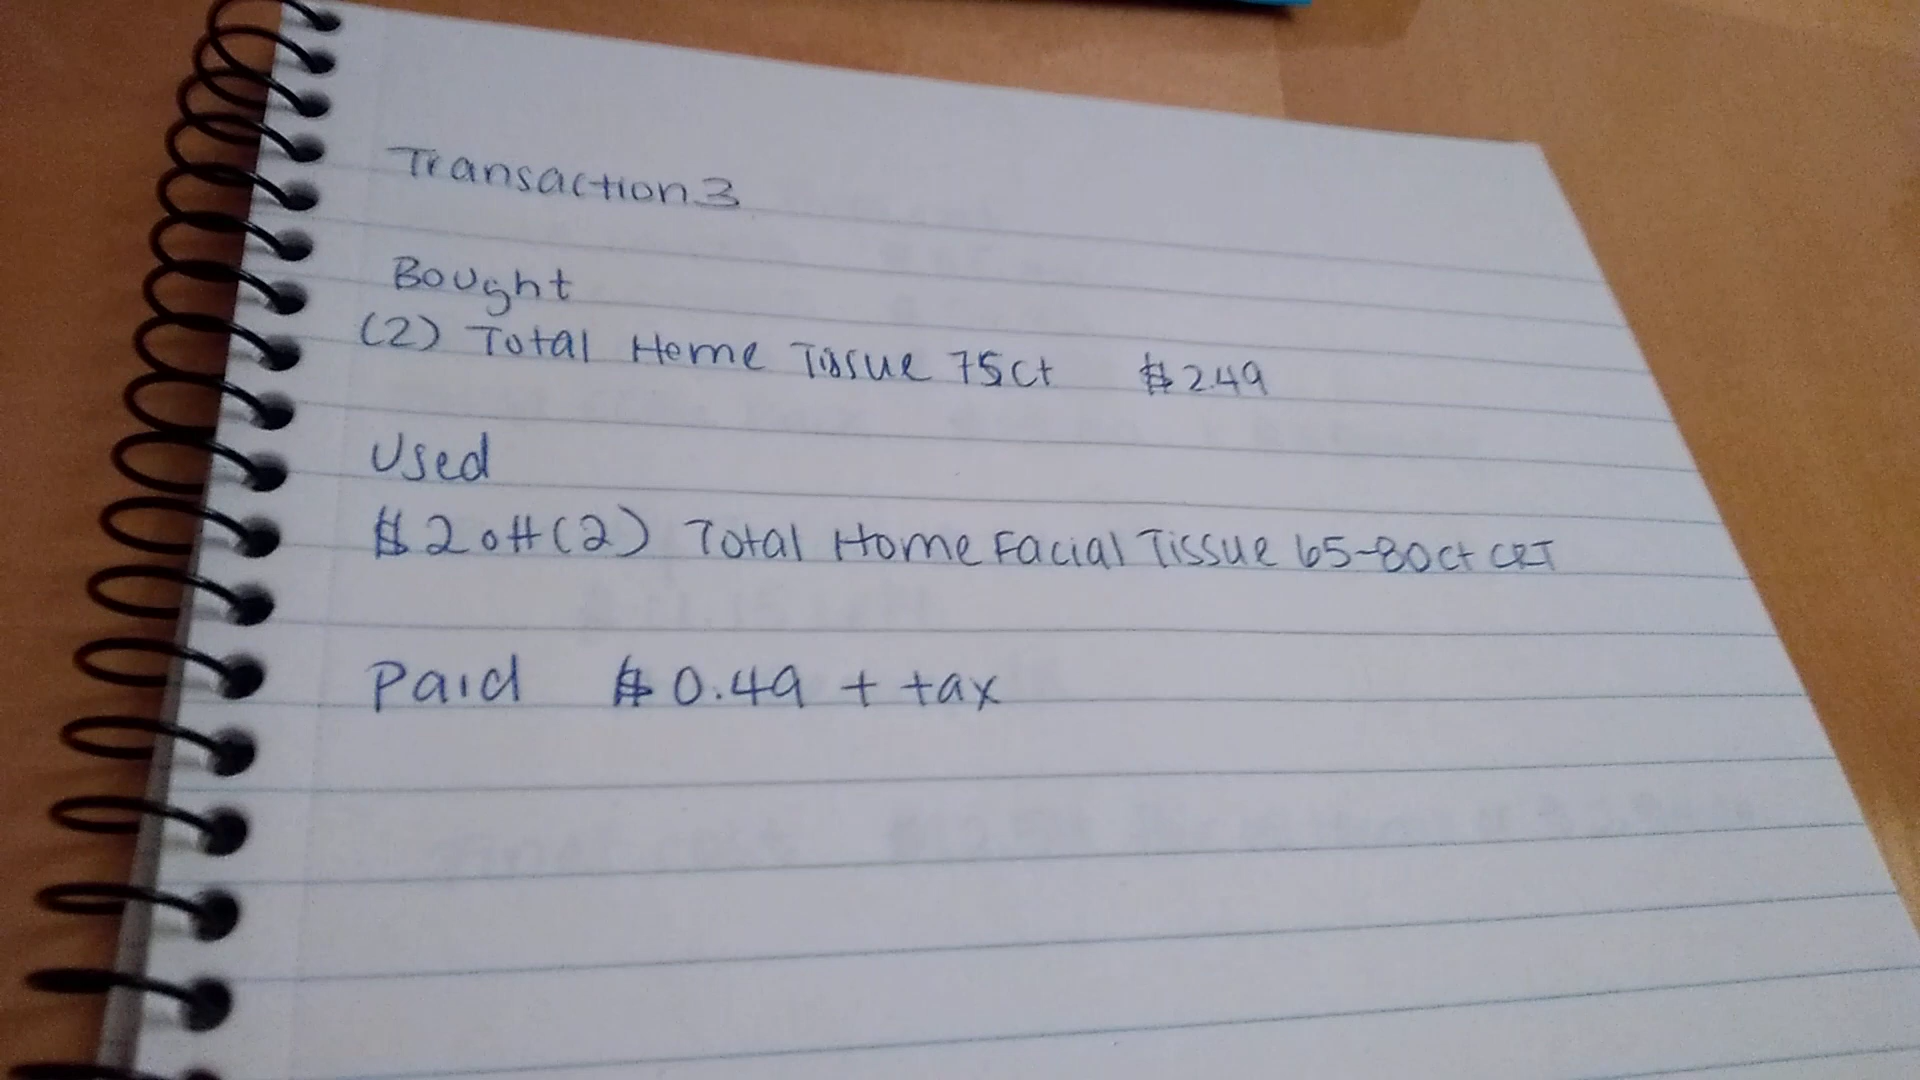 Transaction 3
Bought
(2) Total Home Tissue 75ct $2.49
Used
$2 off (2) Total Home Facial Tissue 65-80ct CRT
Paid $0.49 + tax